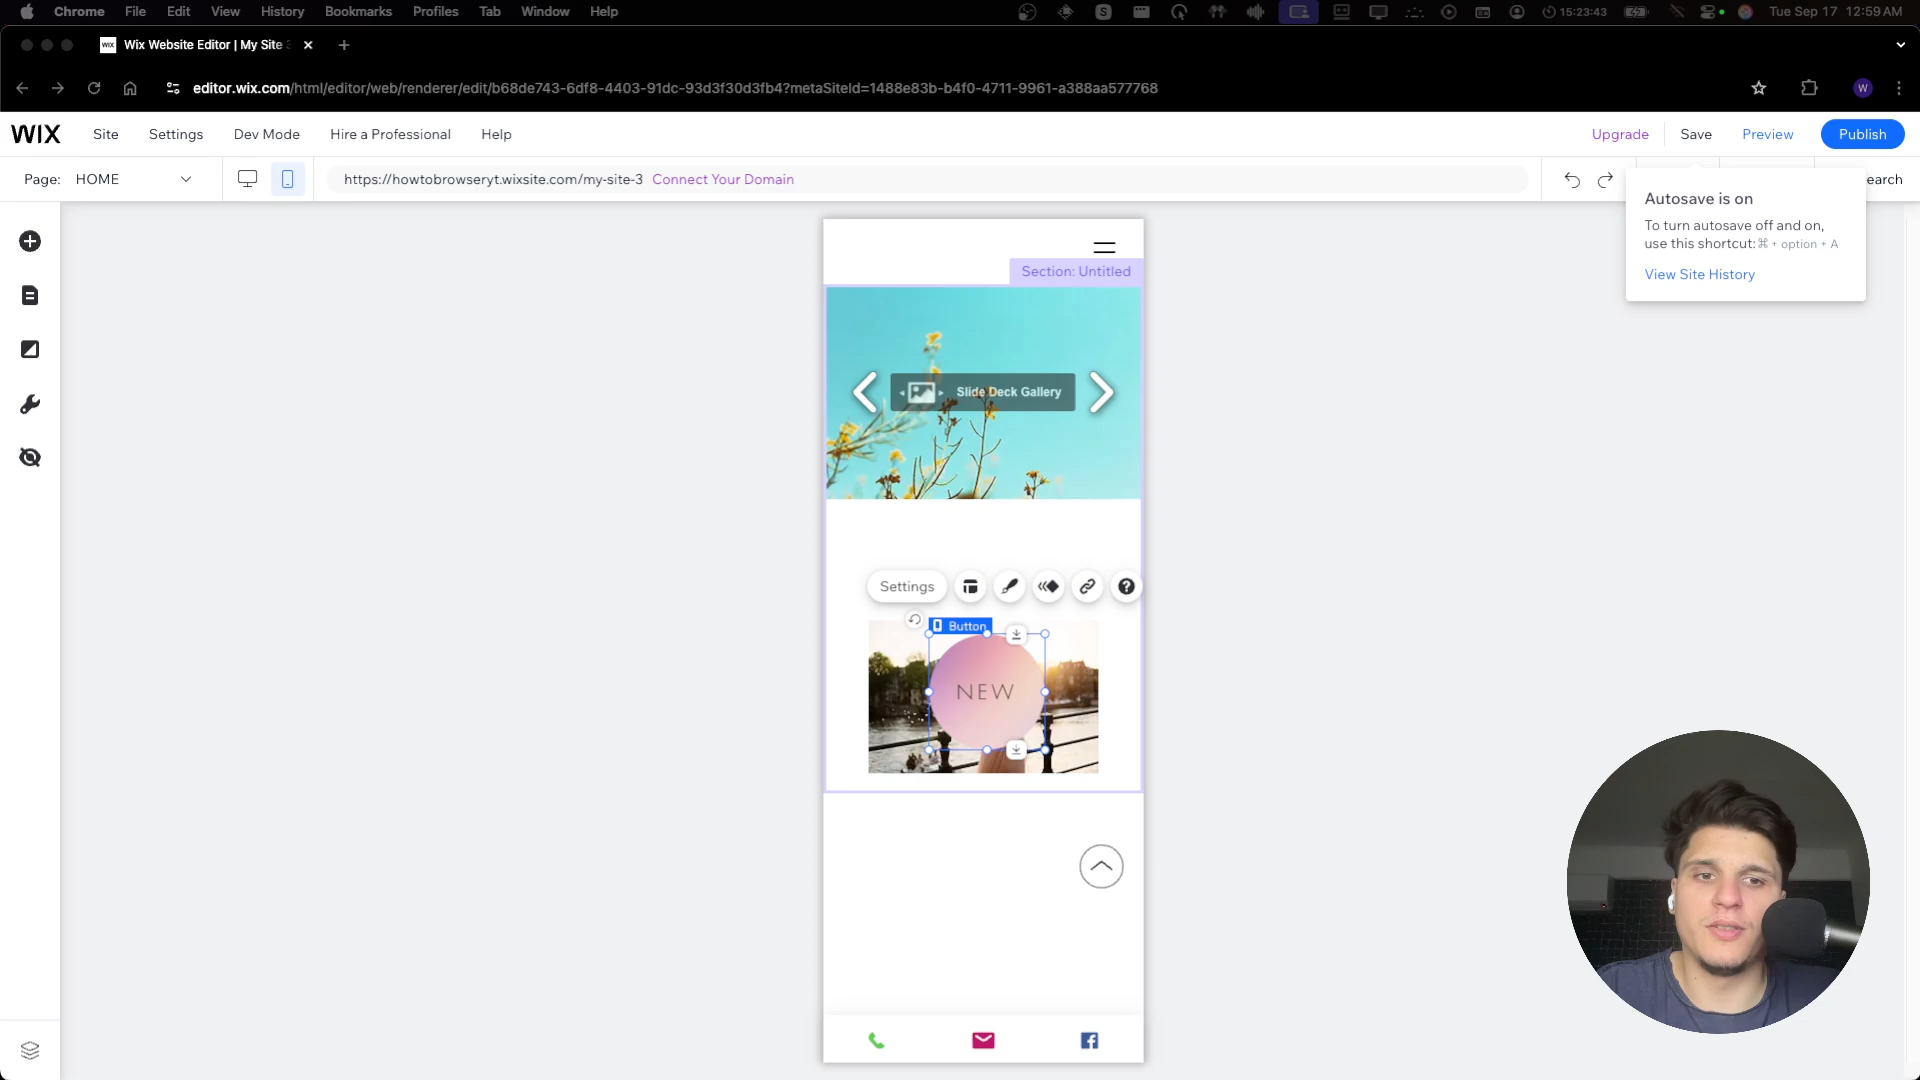 Chrome File Edit View History Bookmarks Profiles Tab Window Help 15:23:43 Tue Sep 17 12:59 AM
WIX Wix Website Editor | My Site
editor.wix.com/html/editor/web/renderer/edit/b68de743-6df8-4403-91dc-93d3f30d3fb4?metaSiteId=1488e83b-b4f0-4711-9961-a388aa577768 W
WIX Site Settings Dev Mode Hire a Professional Help Upgrade Save Preview Publish
Page: HOME https://howtobrowseryt.wixsite.com/my-site-3 Connect Your Domain earch
Autosave is on
To turn autosave off and on,
use this shortcut: ⌘ + option + A
View Site History
Section: Untitled
Slide Deck Gallery
Settings
Button
NEW